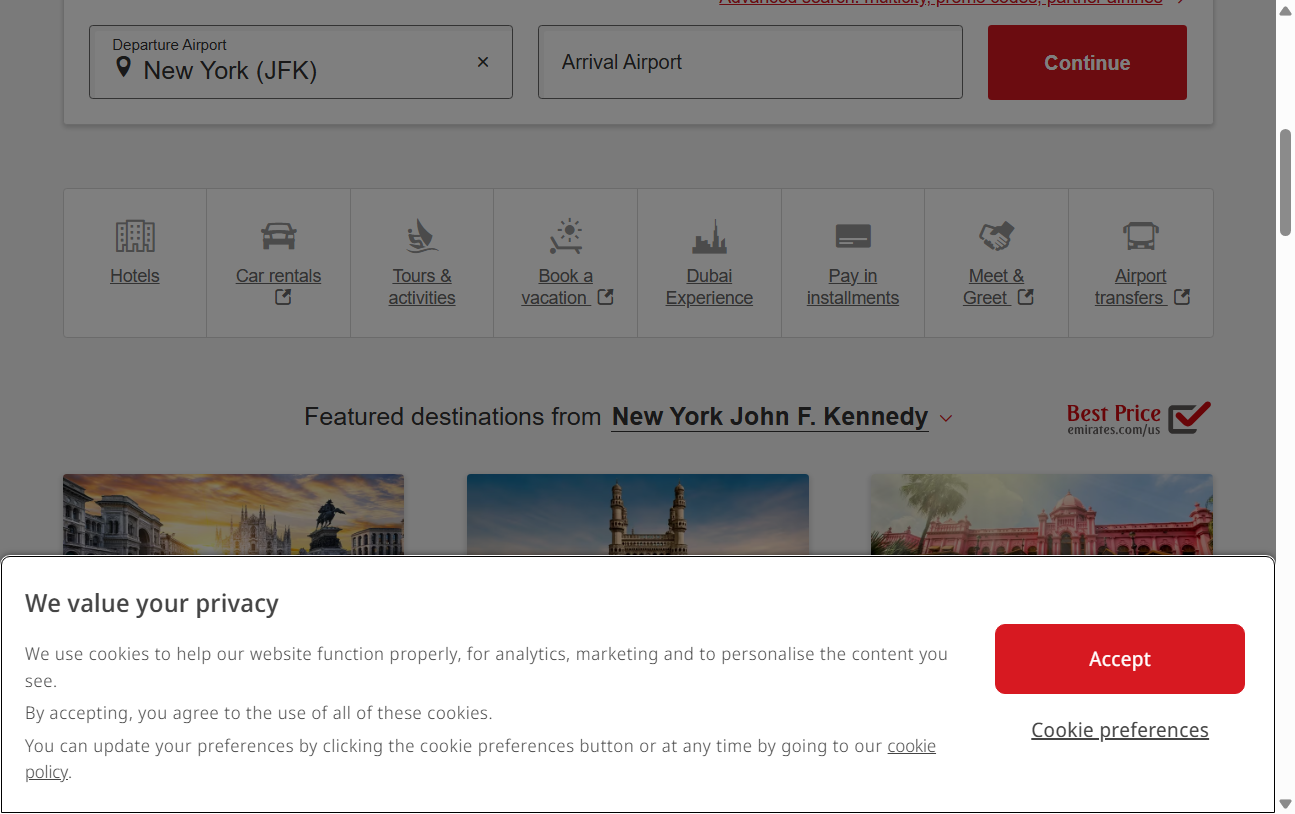 Advanced search: multicity, promo codes, partner airlines
Departure Airport
New York (JFK)
Arrival Airport
Continue
Hotels
Car rentals
Tours &
activities
Book a
vacation
Dubai
Experience
Pay in
installments
Meet &
Greet
Airport
transfers
Featured destinations from New York John F. Kennedy
Best Price
emirates.com/us
We value your privacy
We use cookies to help our website function properly, for analytics, marketing and to personalise the content you
see.
By accepting, you agree to the use of all of these cookies.
You can update your preferences by clicking the cookie preferences button or at any time by going to our cookie
policy.
Accept
Cookie preferences